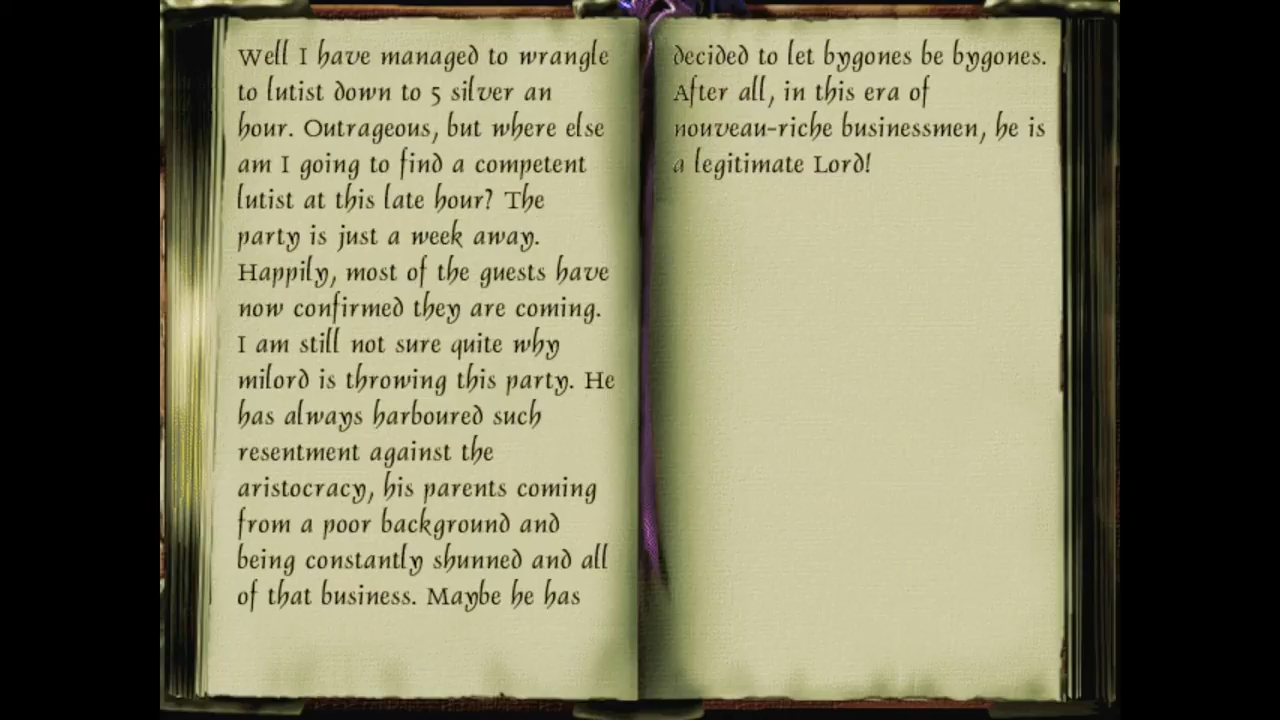 Well I have managed to wrangle
to lutist down to 5 silver an
hour. Outrageous, but where else
am I going to find a competent
lutist at this late hour? The
party is just a week away.
Happily, most of the guests have
now confirmed they are coming.
I am still not sure quite why
milord is throwing this party. He
has always harboured such
resentment against the
aristocracy, his parents coming
from a poor background and
being constantly shunned and all
of that business. Maybe he has
decided to let bygones be bygones.
After all, in this era of
nouveau-riche businessmen, he is
a legitimate Lord!